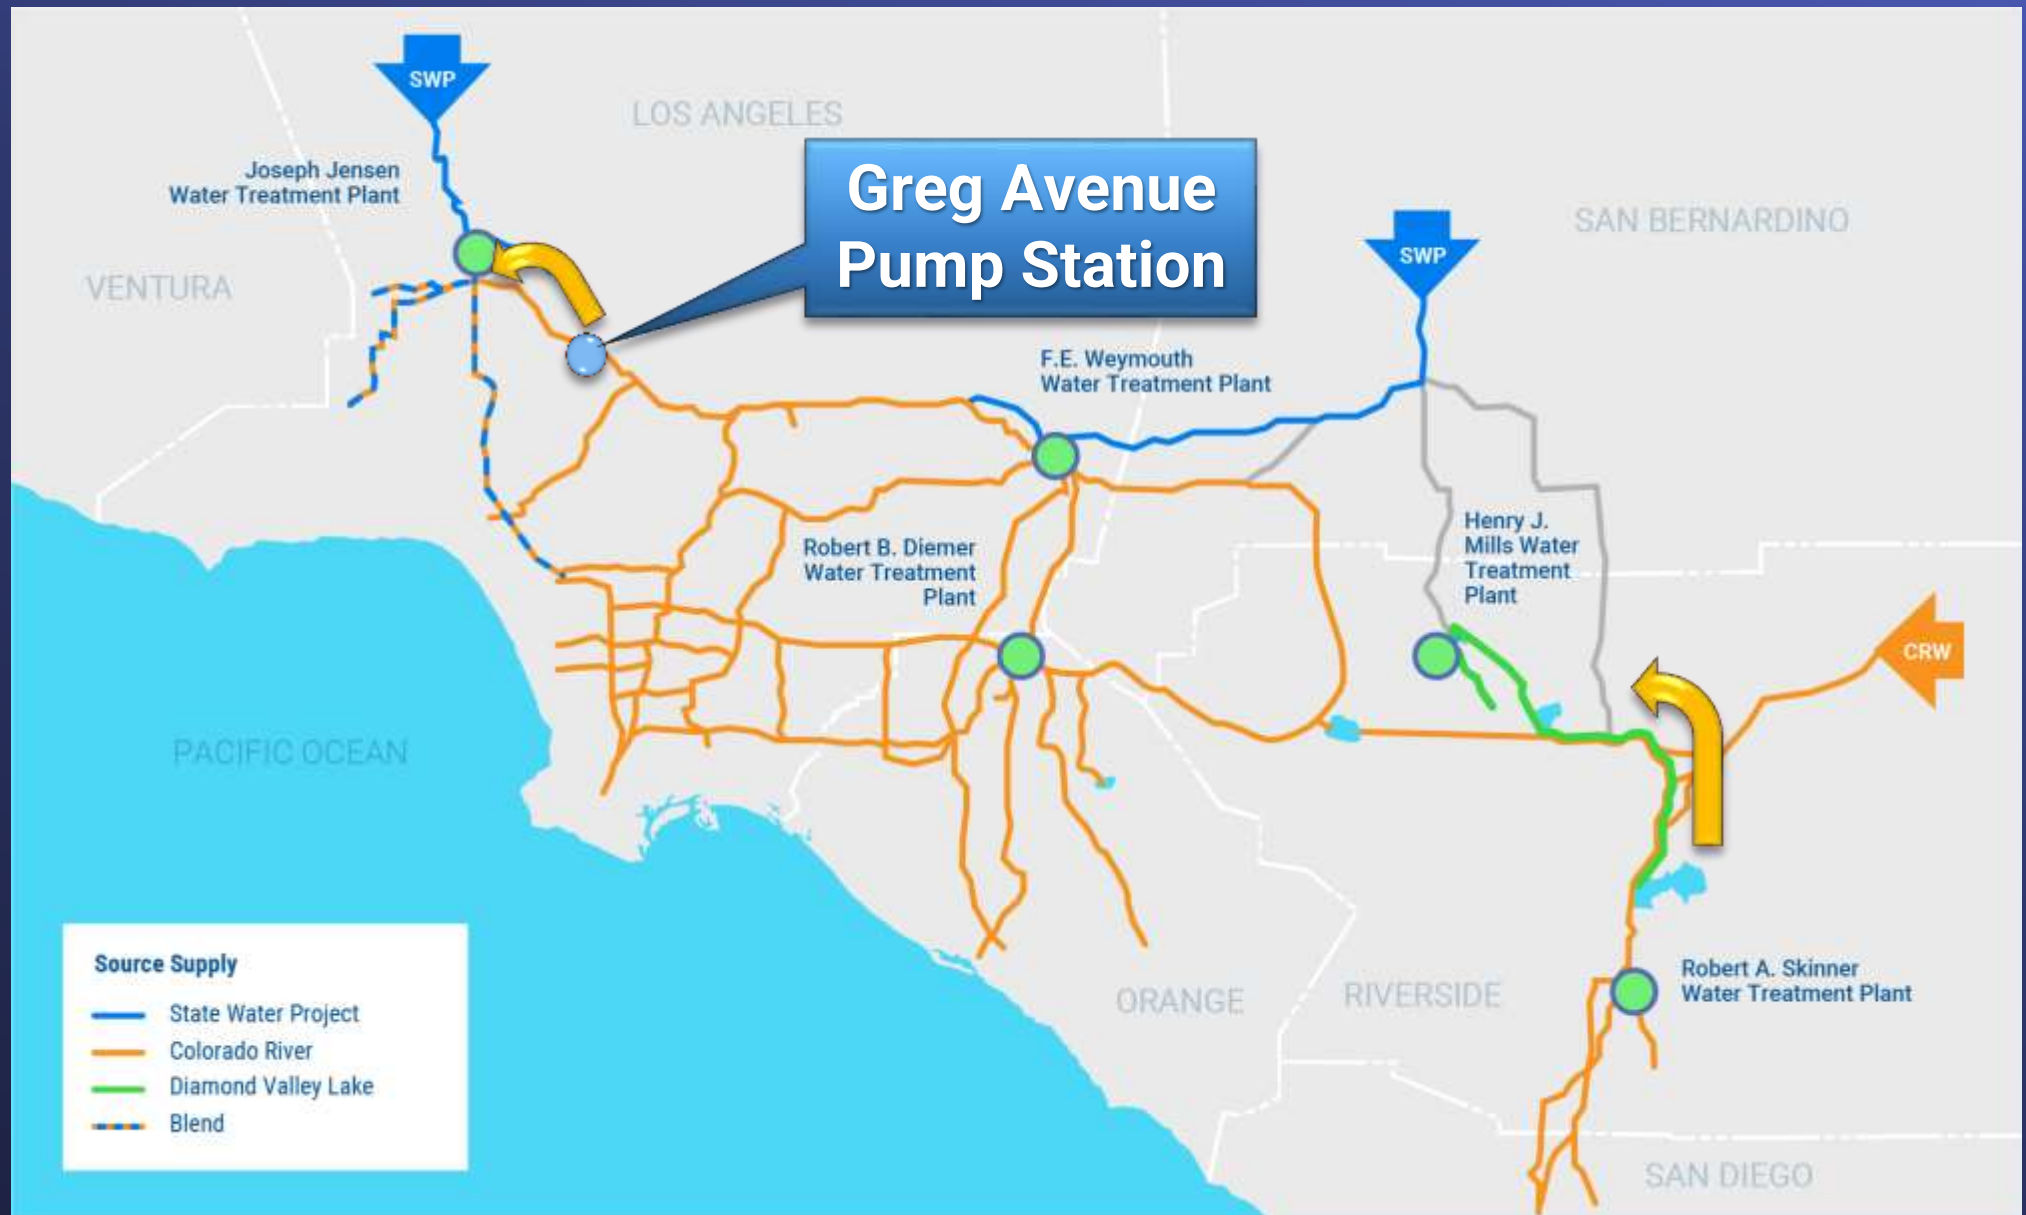 SWP
LOS ANGELES
Joseph Jensen
Water Treatment Plant
Greg Avenue
Pump Station
SAN BERNARDINO
SWP
VENTURA
F.E. Weymouth
Water Treatment Plant
Henry J.
Mills Water
Treatment
Plant
Robert B. Diemer
Water Treatment
Plant
CRW
PACIFIC OCEAN
Robert A. Skinner
Water Treatment Plant
ORANGE
RIVERSIDE
Source Supply
State Water Project
Colorado River
Diamond Valley Lake
Blend
SAN DIEGO